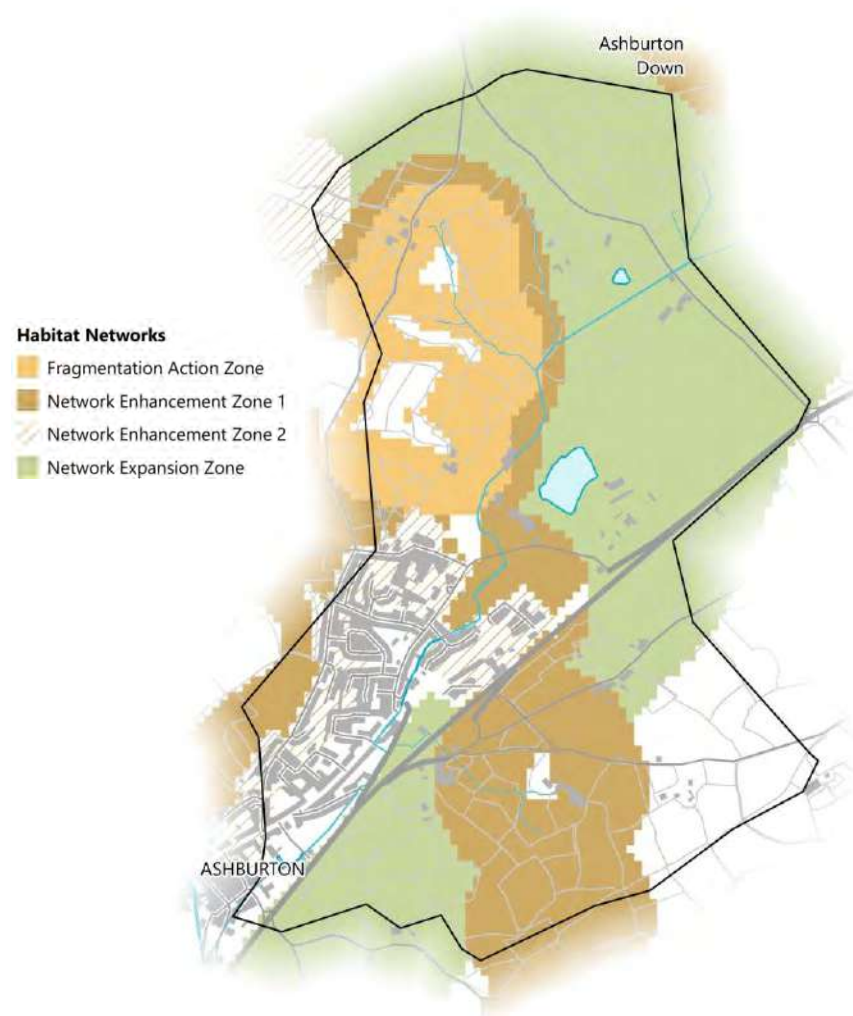 Ashburton
Down
Habitat Networks
Fragmentation Action Zone
Network Enhancement Zone 1
Network Enhancement Zone 2
Network Expansion Zone
ASHBURTON